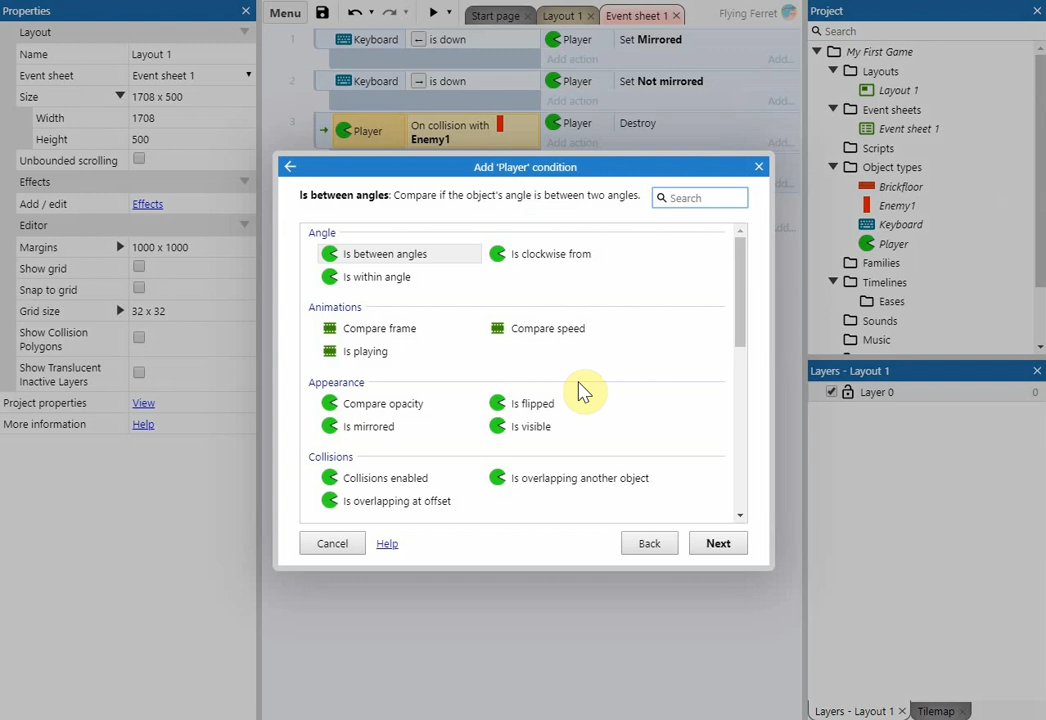 Properties
Layout
Name Layout 1
Event sheet Event sheet 1
Size 1708 x 500
Width 1708
Height 500
Unbounded scrolling
Effects
Add / edit Effects
Editor
Margins 1000 x 1000
Show grid
Snap to grid
Grid size 32 x 32
Show Collision
Polygons
Show Translucent
Inactive Layers
Project properties View
More information Help
Menu
Start page
Layout 1
Event sheet 1
Flying Ferret
1 Keyboard ← is down Player Set Mirrored
Add action Add...
2 Keyboard → is down Player Set Not mirrored
Add action Add...
3 Player On collision with Enemy1 Player Destroy
Add action Add...
Add 'Player' condition
Is between angles: Compare if the object's angle is between two angles.
Search
Angle
Is between angles Is clockwise from
Is within angle
Animations
Compare frame Compare speed
Is playing
Appearance
Compare opacity Is flipped
Is mirrored Is visible
Collisions
Collisions enabled Is overlapping another object
Is overlapping at offset
Cancel Help Back Next
Project
Search
My First Game
Layouts
Layout 1
Event sheets
Event sheet 1
Scripts
Object types
Brickfloor
Enemy1
Keyboard
Player
Families
Timelines
Eases
Sounds
Music
Layers - Layout 1
Layer 0 0
Layers - Layout 1 Tilemap